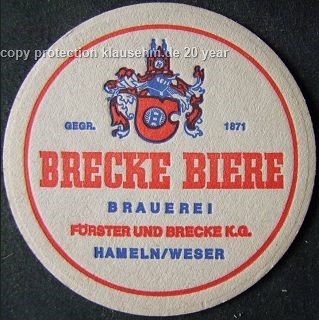 copy protection klausehm.de 20 year
GEGR. 1871
BRECKE BIERE
BRAUEREI
FÖRSTER UND BRECKE K.G.
HAMELN/WESER